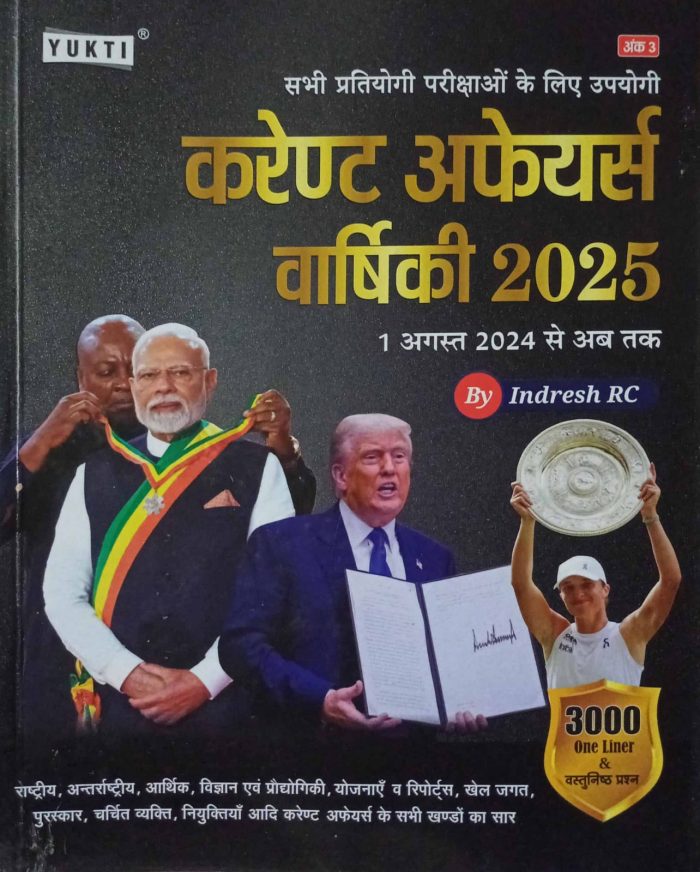 YUKTI ®
अंक 3
सभी प्रतियोगी परीक्षाओं के लिए उपयोगी
करेण्ट अफेयर्स
वार्षिकी 2025
1 अगस्त 2024 से अब तक
By Indresh RC
3000
One Liner
&
वस्तुनिष्ठ प्रश्न
राष्ट्रीय, अन्तर्राष्ट्रीय, आर्थिक, विज्ञान एवं प्रौद्योगिकी, योजनाएँ व रिपोर्ट्स, खेल जगत,
पुरस्कार, चर्चित व्यक्ति, नियुक्तियाँ आदि करेण्ट अफेयर्स के सभी खण्डों का सार